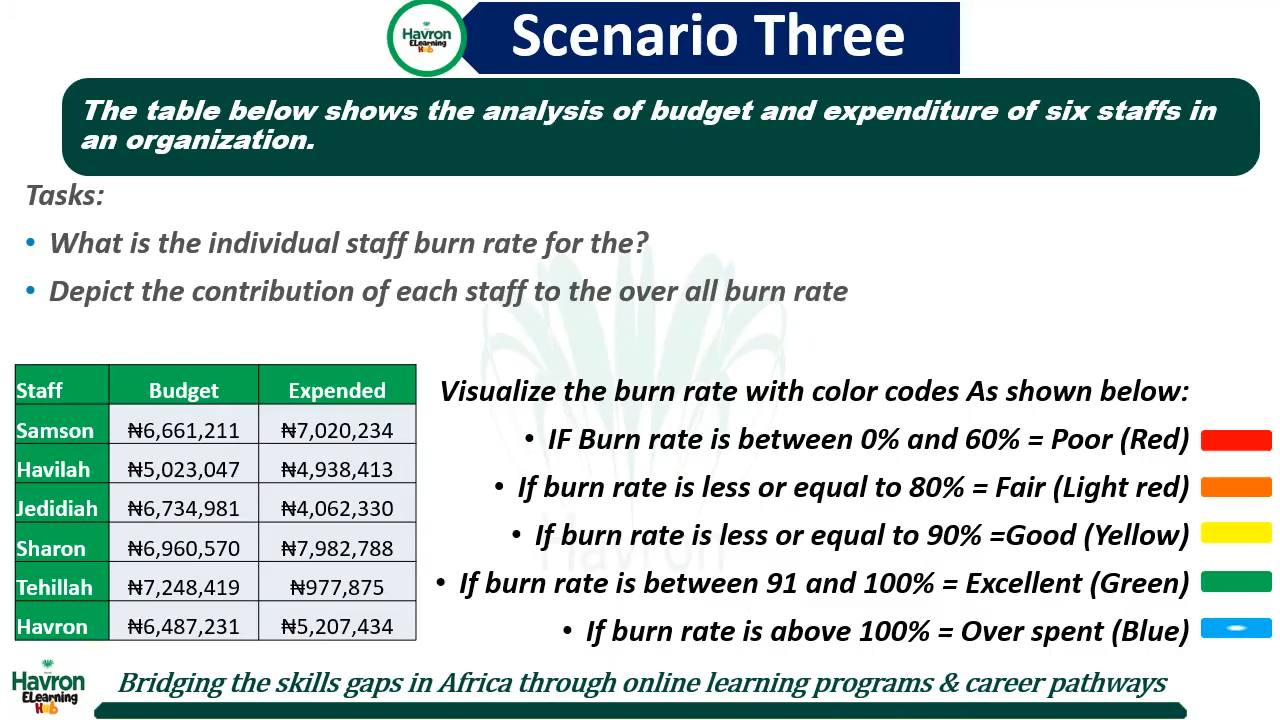 Havron
ELearning
Hub
Scenario Three
The table below shows the analysis of budget and expenditure of six staffs in
an organization.
Tasks:
• What is the individual staff burn rate for the?
• Depict the contribution of each staff to the over all burn rate
Staff Budget Expended
Samson ₦6,661,211 ₦7,020,234
Havilah ₦5,023,047 ₦4,938,413
Jedidiah ₦6,734,981 ₦4,062,330
Sharon ₦6,960,570 ₦7,982,788
Tehillah ₦7,248,419 ₦977,875
Havron ₦6,487,231 ₦5,207,434
Visualize the burn rate with color codes As shown below:
• IF Burn rate is between 0% and 60% = Poor (Red)
• If burn rate is less or equal to 80% = Fair (Light red)
• If burn rate is less or equal to 90% =Good (Yellow)
• If burn rate is between 91 and 100% = Excellent (Green)
• If burn rate is above 100% = Over spent (Blue)
Havron
Havron
ELearning
Hub
Bridging the skills gaps in Africa through online learning programs & career pathways